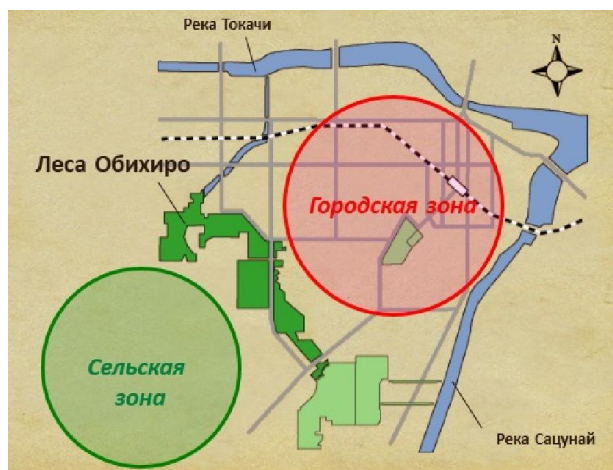 Река Токачи
N
Леса Обихиро
Городская зона
Сельская
зона
Река Сацунай